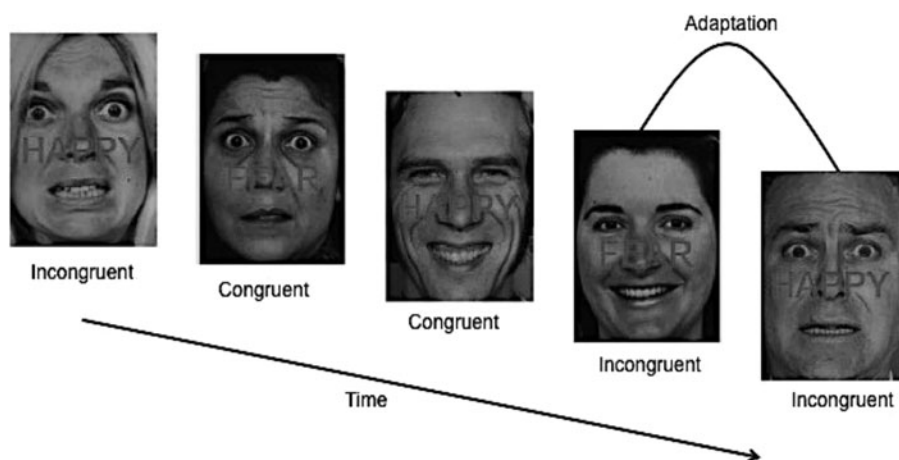 Adaptation
HAPPY
Incongruent
FEAR
Congruent
HAPPY
Congruent
FEAR
Incongruent
HAPPY
Incongruent
Time